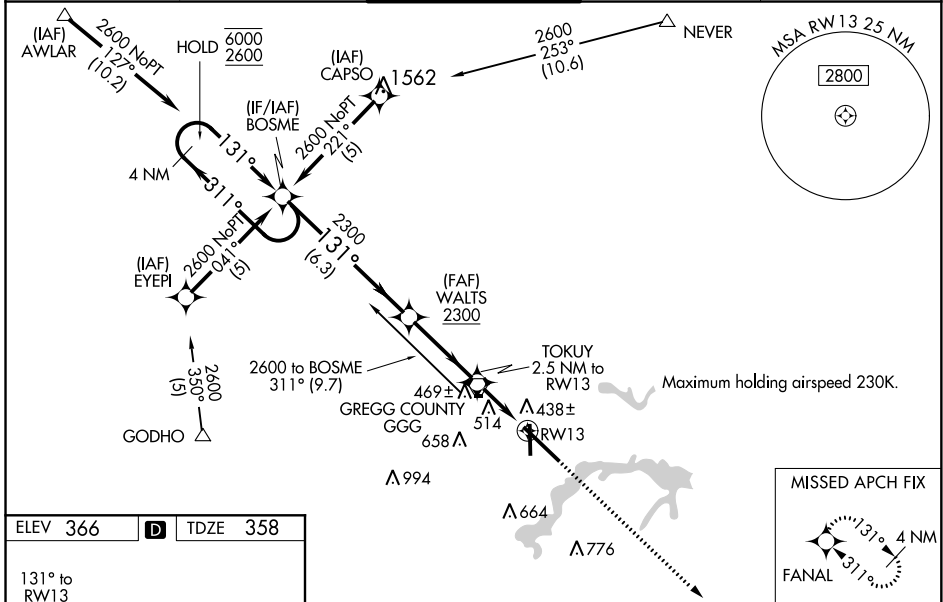 (IAF)
AWLAR
2600 NoPT
127°
(10.2)
HOLD 6000
2600
(IAF)
CAPSO
1562
2600
253°
(10.6)
NEVER
MSA RW13 25 NM
2800
(IF/IAF)
BOSME
2600 NoPT
221°
(5)
131°
4 NM
311°
2600 NoPT
041°
(5)
(IAF)
EYEPI
2300
131°
(6.3)
(FAF)
WALTS
2300
2600
350°
(5)
GODHO
2600 to BOSME
311° (9.7)
TOKUY
2.5 NM to
RW13
Maximum holding airspeed 230K.
469±
GREGG COUNTY
GGG
514
438±
RW13
658
994
664
776
MISSED APCH FIX
131°
4 NM
311°
FANAL
ELEV 366 D TDZE 358
131° to
RW13